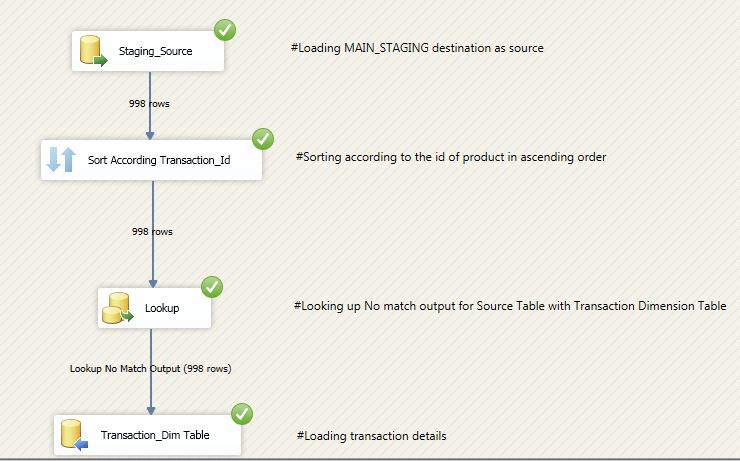 Staging_Source
#Loading MAIN_STAGING destination as source
998 rows
Sort According Transaction_Id
#Sorting according to the id of product in ascending order
998 rows
Lookup
#Looking up No match output for Source Table with Transaction Dimension Table
Lookup No Match Output (998 rows)
Transaction_Dim Table
#Loading transaction details